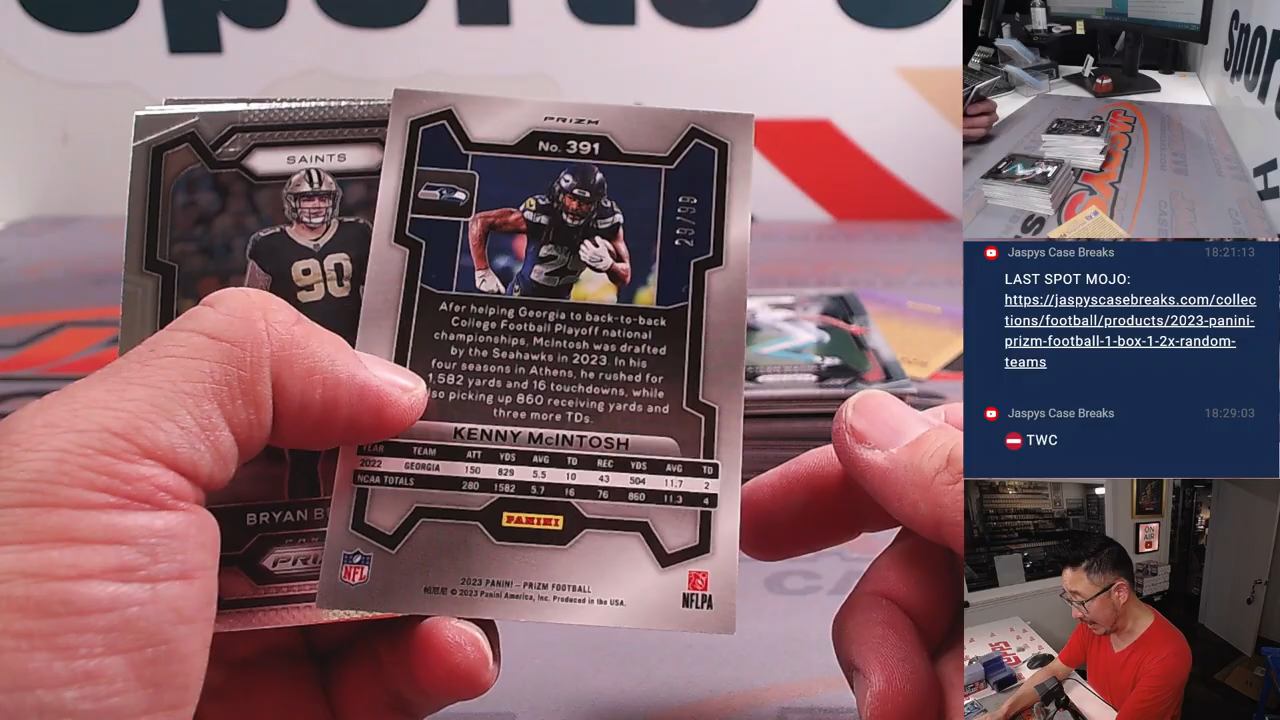 SAINTS
90
BRYAN B
PRIZM
No. 391
29/99
Afer helping Georgia to back-to-back
College Football Playoff national
championships, McIntosh was drafted
by the Seahawks in 2023. In his
four seasons in Athens, he rushed for
1,582 yards and 16 touchdowns, while
so picking up 860 receiving yards and
three more TDs.
KENNY McINTOSH
YEAR TEAM ATT YDS AVG TD REC YDS AVG TD
2022 GEORGIA 150 829 5.5 10 43 504 11.7 2
NCAA TOTALS 280 1582 5.7 16 76 860 11.3 4
PANINI
NFL
2023 PANINI – PRIZM FOOTBALL
© 2023 Panini America, Inc. Produced in the USA.
NFLPA
Jaspys Case Breaks 18:21:13
LAST SPOT MOJO:
https://jaspyscasebreaks.com/collec
tions/football/products/2023-panini-
prizm-football-1-box-1-2x-random-
teams
Jaspys Case Breaks 18:29:03
TWC
ON
AIR